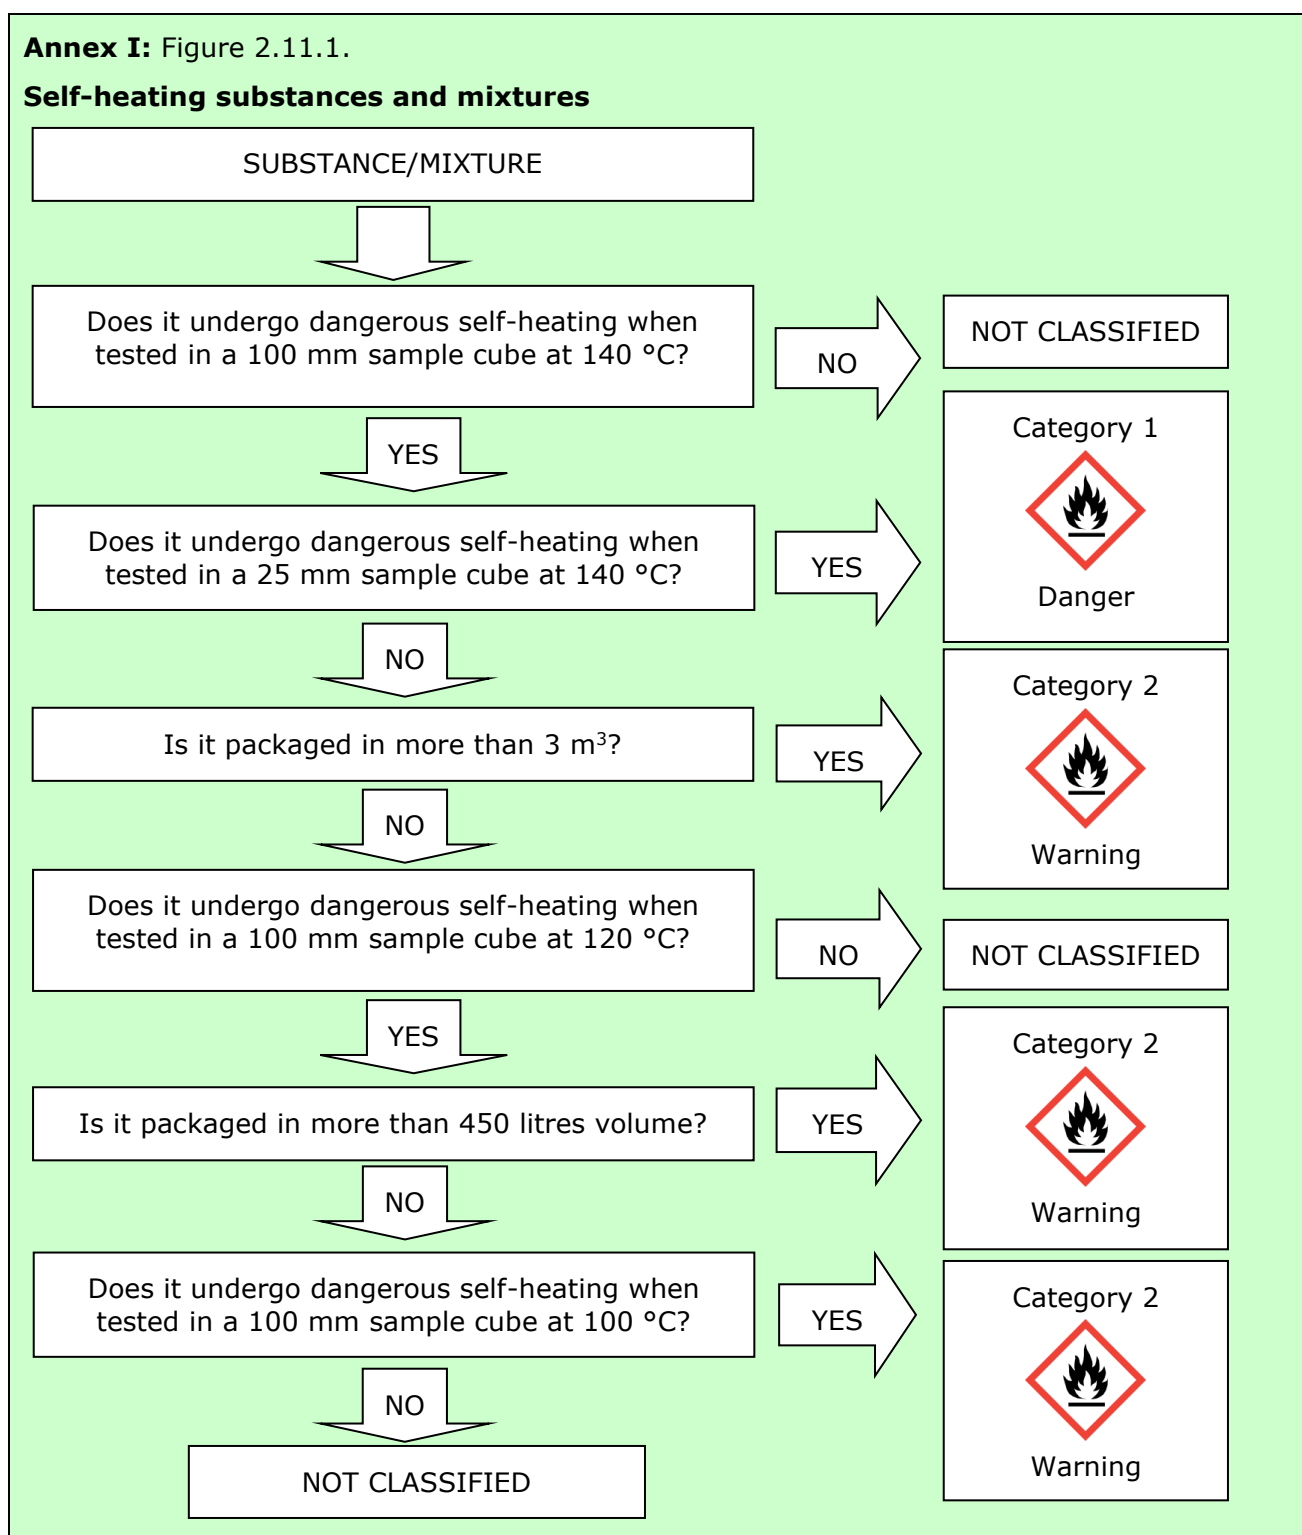 Annex I: Figure 2.11.1.
Self-heating substances and mixtures
SUBSTANCE/MIXTURE
Does it undergo dangerous self-heating when
tested in a 100 mm sample cube at 140 °C?
NO
NOT CLASSIFIED
YES
Does it undergo dangerous self-heating when
tested in a 25 mm sample cube at 140 °C?
YES
Category 1
Danger
NO
Is it packaged in more than 3 m³?
YES
Category 2
Warning
NO
Does it undergo dangerous self-heating when
tested in a 100 mm sample cube at 120 °C?
NO
NOT CLASSIFIED
YES
Is it packaged in more than 450 litres volume?
YES
Category 2
Warning
NO
Does it undergo dangerous self-heating when
tested in a 100 mm sample cube at 100 °C?
YES
Category 2
Warning
NO
NOT CLASSIFIED